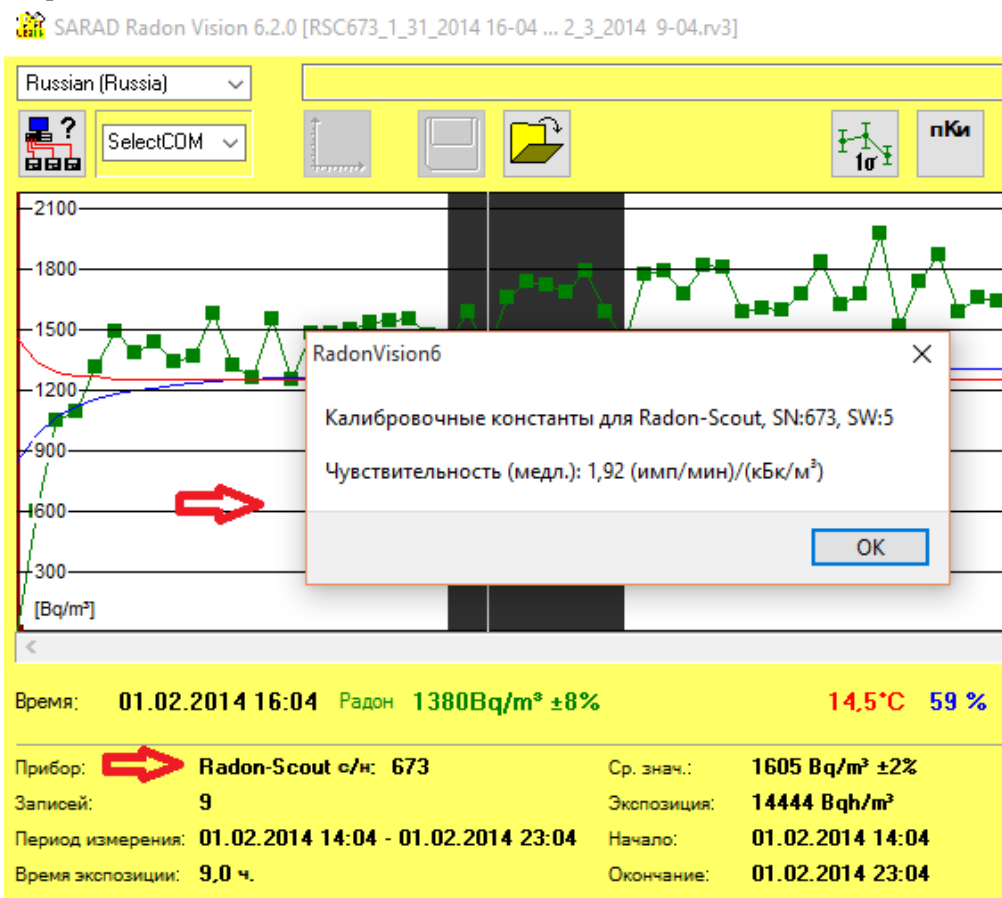 SARAD Radon Vision 6.2.0 [RSC673_1_31_2014 16-04 ... 2_3_2014 9-04.rv3]
Russian (Russia)
?
SelectCOM
1σ
пКи
2100
1800
1500
1200
900
600
300
[Bq/m³]
RadonVision6
Калибровочные константы для Radon-Scout, SN:673, SW:5
Чувствительность (медл.): 1,92 (имп/мин)/(кБк/м³)
OK
Время: 01.02.2014 16:04 Радон 1380Bq/m³ ±8% 14,5°C 59 %
Прибор: Radon-Scout с/н: 673 Ср. знач.: 1605 Bq/m³ ±2%
Записей: 9 Экспозиция: 14444 Bqh/m³
Период измерения: 01.02.2014 14:04 - 01.02.2014 23:04 Начало: 01.02.2014 14:04
Время экспозиции: 9,0 ч. Окончание: 01.02.2014 23:04